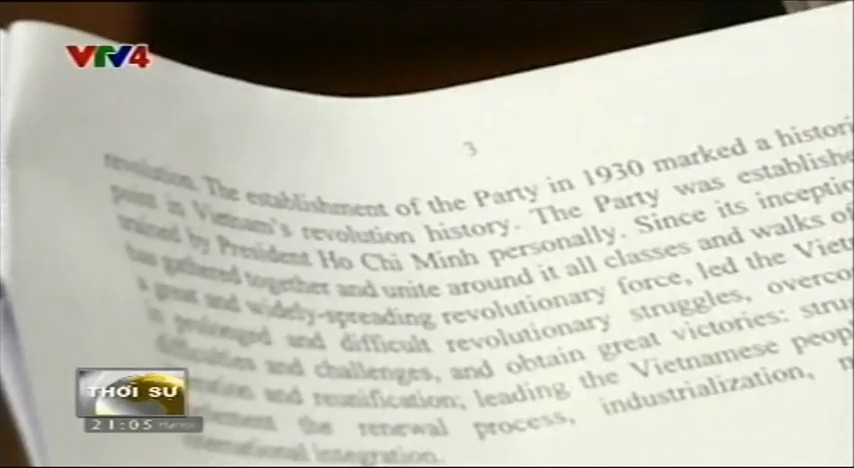 VTV4
3
revolution. The establishment of the Party in 1930 marked a histori
point in Vietnam's revolution history. The Party was establishe
trained by President Ho Chi Minh personally. Since its inceptio
has gathered together and unite around it all classes and walks of
a great and widely-spreading revolutionary force, led the Vietn
in prolonged and difficult revolutionary struggles, overco
difficulties and challenges, and obtain great victories: strug
and reunification; leading the Vietnamese peop
the renewal process, industrialization,
international integration.
THỜI SỰ
21:05